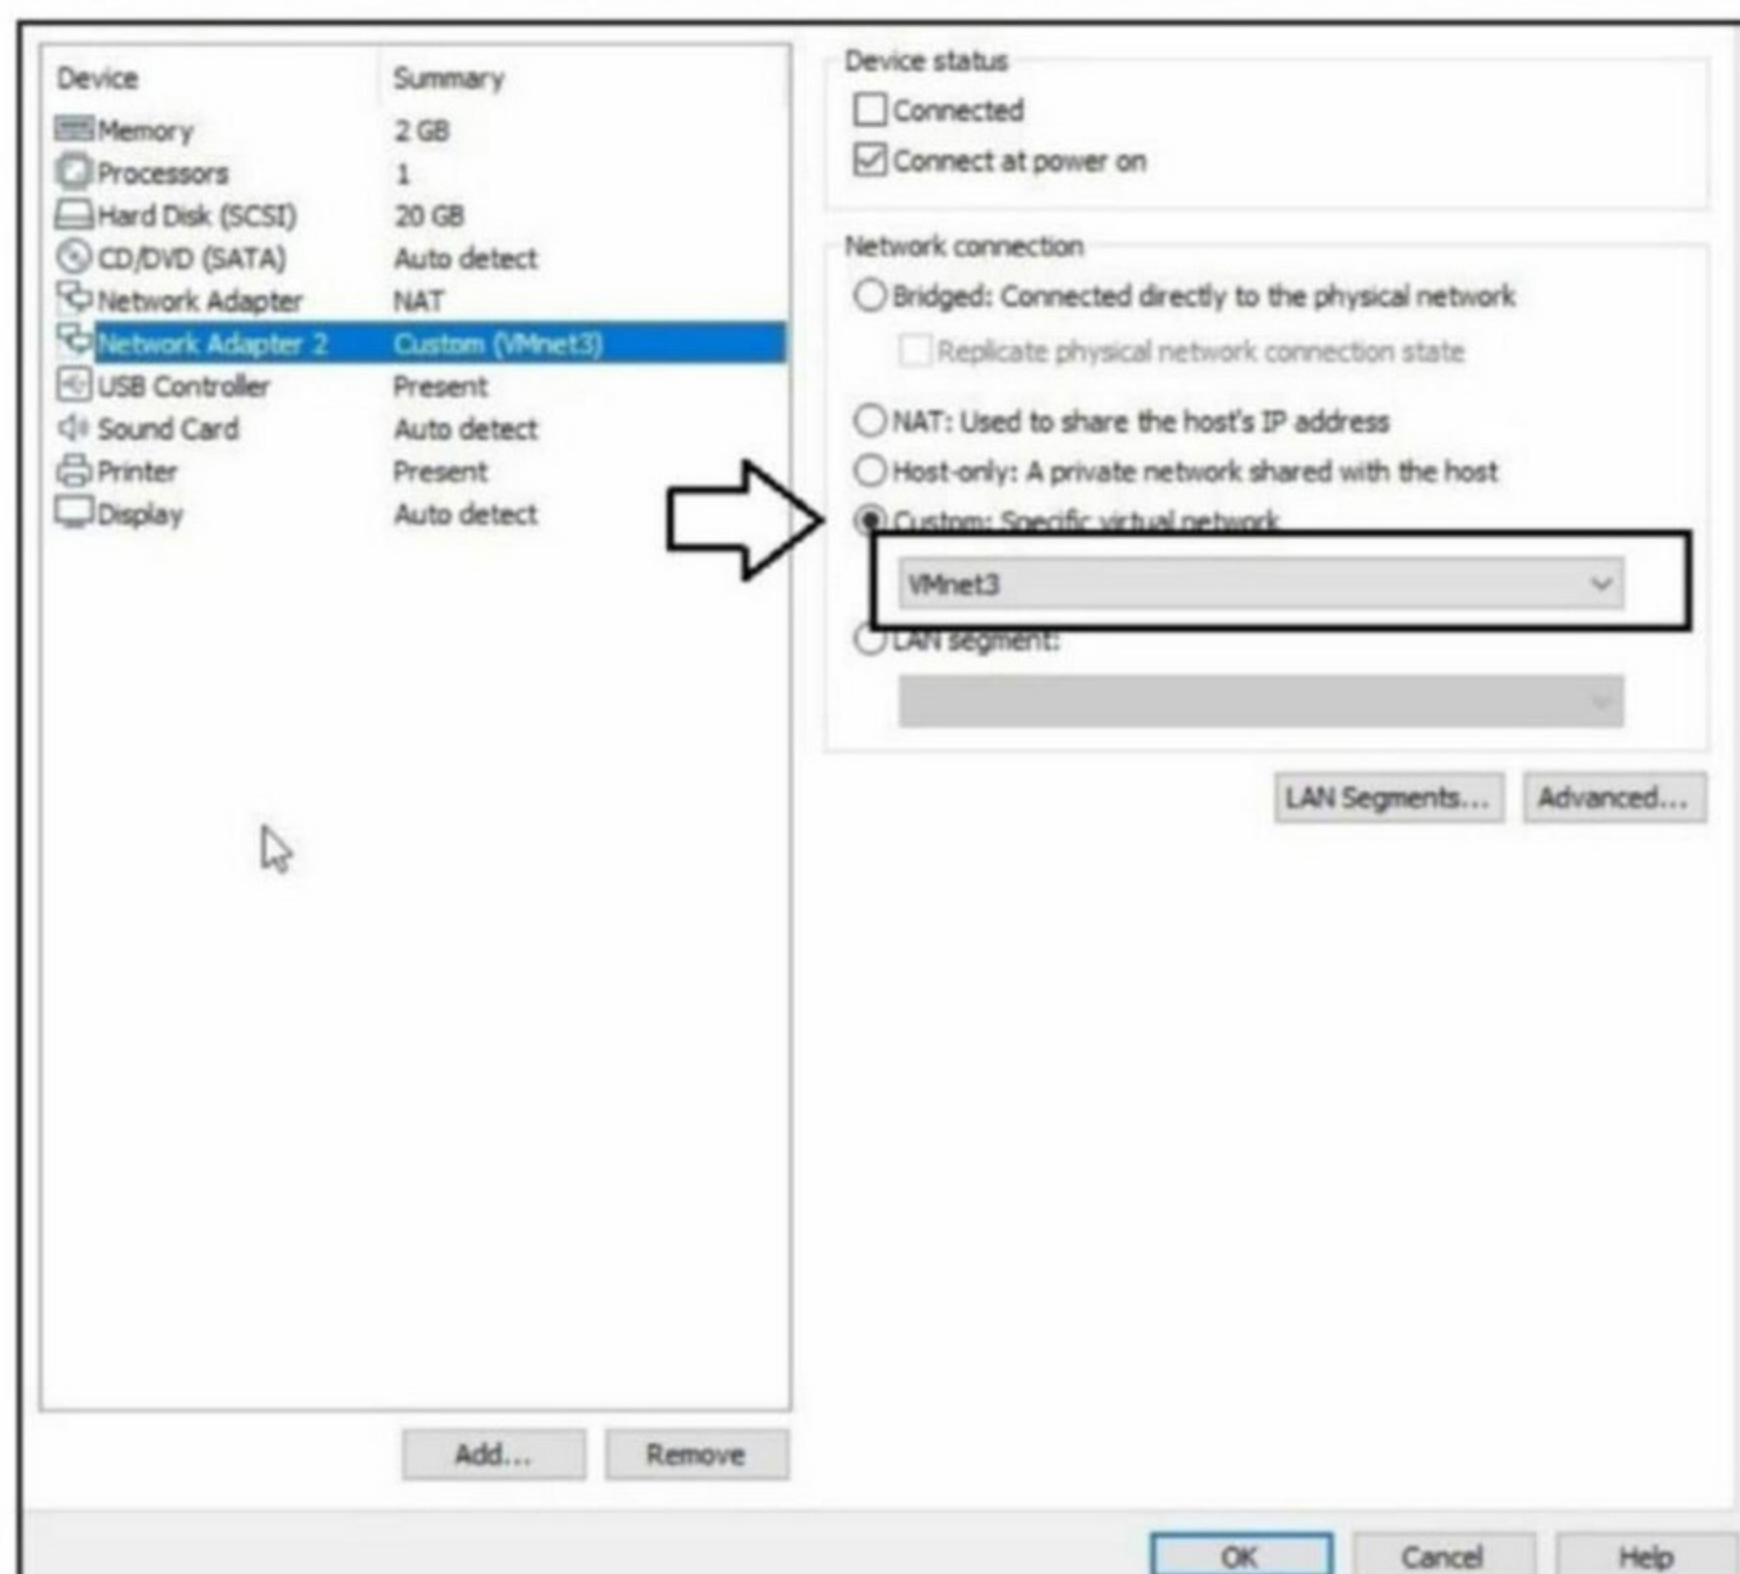 Device Summary
Memory 2 GB
Processors 1
Hard Disk (SCSI) 20 GB
CD/DVD (SATA) Auto detect
Network Adapter NAT
Network Adapter 2 Custom (VMnet3)
USB Controller Present
Sound Card Auto detect
Printer Present
Display Auto detect
Add... Remove
Device status
Connected
Connect at power on
Network connection
Bridged: Connected directly to the physical network
Replicate physical network connection state
NAT: Used to share the host's IP address
Host-only: A private network shared with the host
Custom: Specific virtual network
VMnet3
LAN segment:
LAN Segments... Advanced...
OK Cancel Help